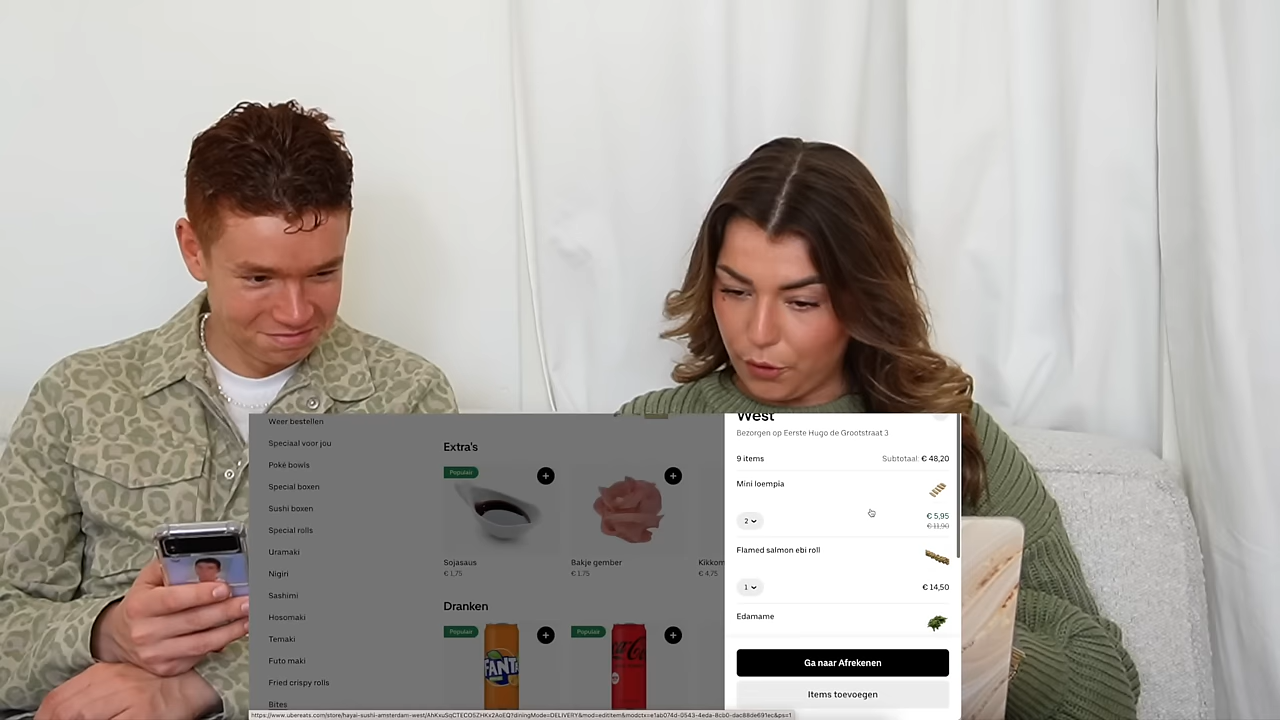 Weer bestellen
Speciaal voor jou
Poké bowls
Special boxen
Sushi boxen
Special rolls
Uramaki
Nigiri
Sashimi
Hosomaki
Temaki
Futo maki
Fried crispy rolls
Bites
Extra's
Populair
Sojasaus
€ 1,75
Bakje gember
€ 1,75
Kikkom
€ 4,75
Dranken
Populair
Populair
FANTA
Coca-Cola
West
Bezorgen op Eerste Hugo de Grootstraat 3
9 items
Subtotaal: € 48,20
Mini loempia
2
€ 5,95
€ 11,90
Flamed salmon ebi roll
1
€ 14,50
Edamame
Ga naar Afrekenen
Items toevoegen